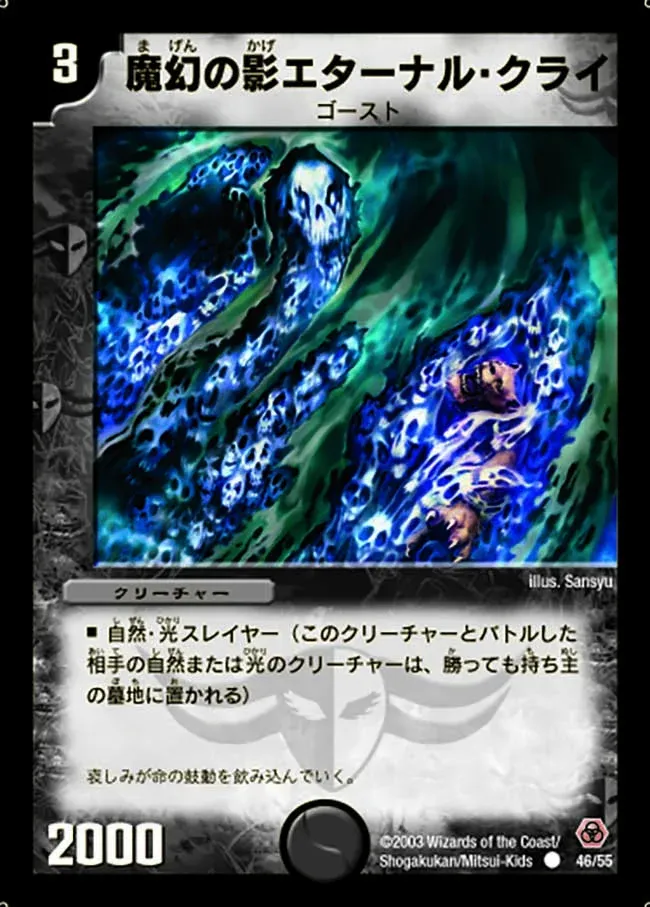 3
ま げん かげ
魔幻の影エターナル・クライ
ゴースト
illus. Sansyu
クリーチャー
し ぜん ひかり
■ 自然・光スレイヤー（このクリーチャーとバトルした
あい て し ぜん ひかり か も ぬし
相手の自然または光のクリーチャーは、勝っても持ち主
ぼ ち お
の墓地に置かれる）
哀しみが命の鼓動を飲み込んでいく。
2000
©2003 Wizards of the Coast/
Shogakukan/Mitsui-Kids
46/55